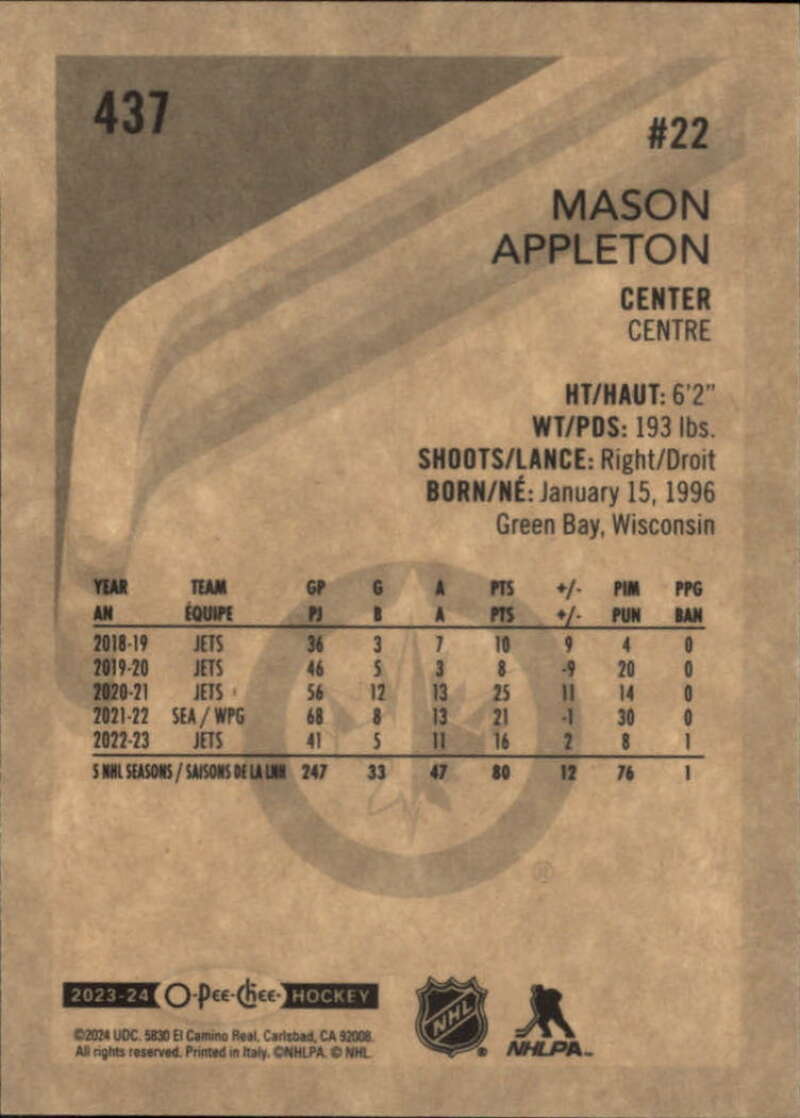 437
#22
MASON
APPLETON
CENTER
CENTRE
HT/HAUT: 6'2"
WT/PDS: 193 lbs.
SHOOTS/LANCE: Right/Droit
BORN/NÉ: January 15, 1996
Green Bay, Wisconsin
YEAR TEAM GP G A PTS +/- PIM PPG
AN ÉQUIPE PJ B A PTS +/- PUN BAN
2018-19 JETS 36 3 7 10 9 4 0
2019-20 JETS 46 5 3 8 -9 20 0
2020-21 JETS 56 12 13 25 11 14 0
2021-22 SEA / WPG 68 8 13 21 -1 30 0
2022-23 JETS 41 5 11 16 2 8 1
5 NHL SEASONS / SAISONS DE LA LNH 247 33 47 80 12 76 1
®
2023-24 O-Pee-Chee HOCKEY
©2024 UDC. 5830 El Camino Real, Carlsbad, CA 92008.
All rights reserved. Printed in Italy. ©NHLPA. © NHL.
NHL ®
NHLPA™